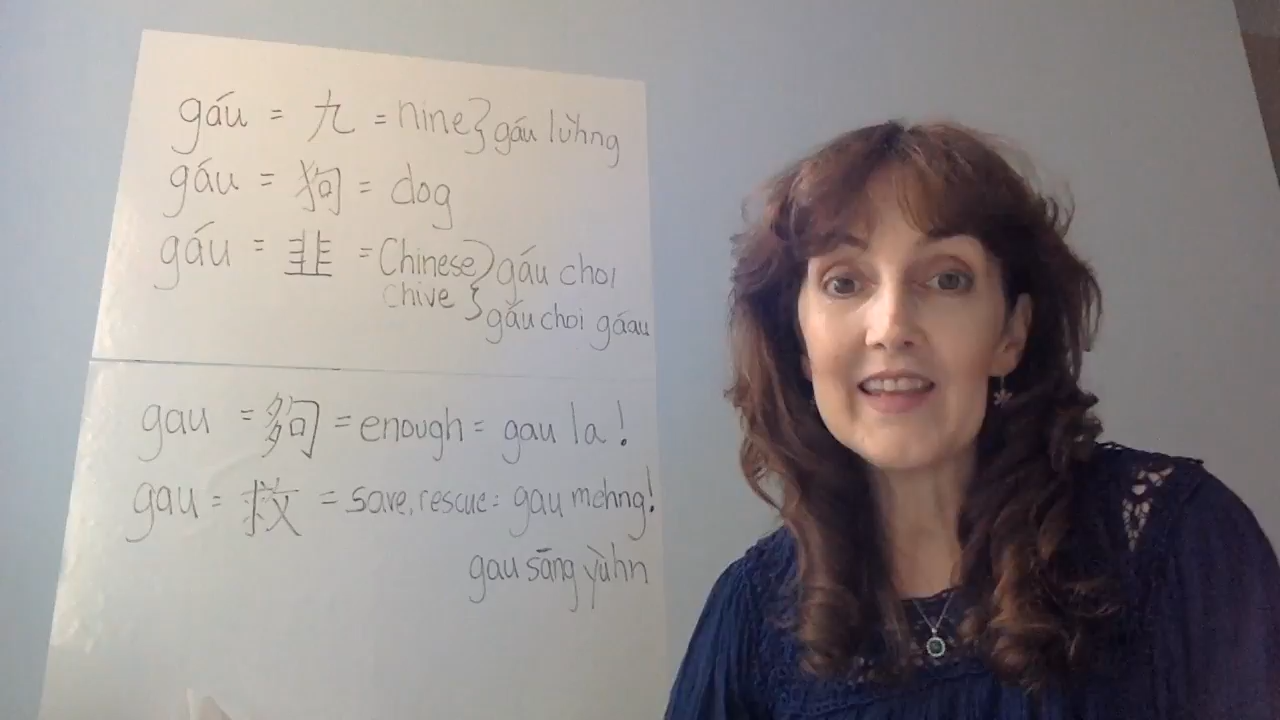 gáu = 九 = nine } gáu lùhng
gáu = 狗 = dog
gáu = 韭 = Chinese chive } gáu choi
gáu choi gáau
gau = 夠 = enough = gau la!
gau = 救 = save, rescue: gau mehng!
gau sāng yùhn